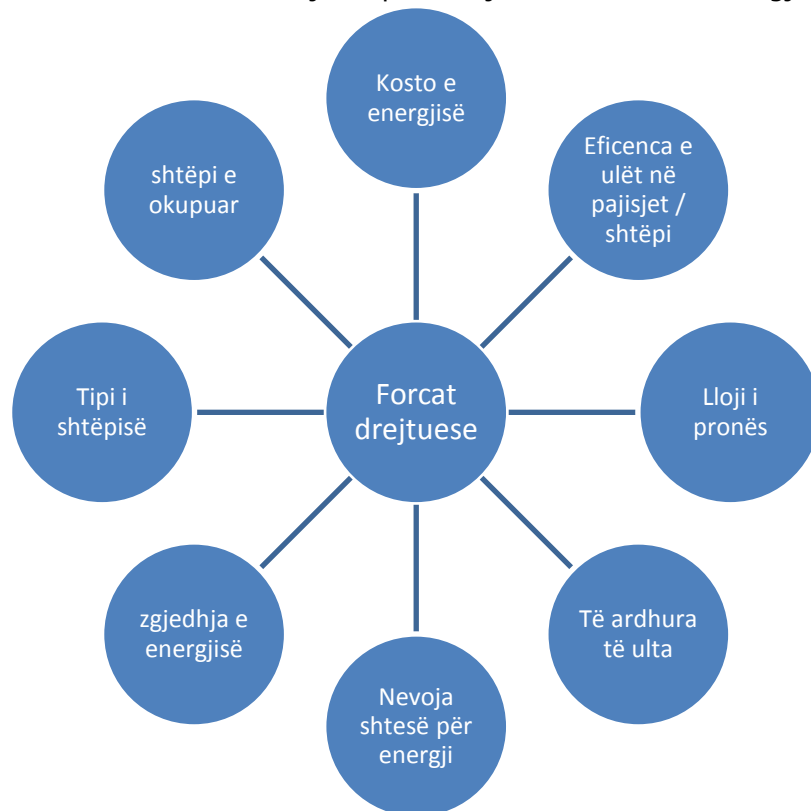 Kosto e
energjisë
Eficenca e
ulët në
pajisjet /
shtëpi
Lloji i
pronës
Të ardhura
të ulta
Nevoja
shtesë për
energji
zgjedhja e
energjisë
Tipi i
shtëpisë
shtëpi e
okupuar
Forcat
drejtuese